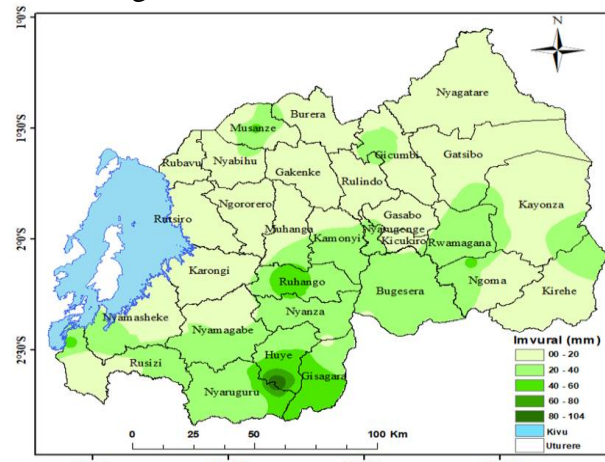 1°0'S
N
Nyagatare
Burera
Musanze
1°30'S
Gicumbi
Rubavu
Nyabihu
Gatsibo
Gakenke
Rulindo
Kayonza
Rutsiro
Ngororero
Gasabo
Muhanga
Nyarugenge
2°0'S
Kamonyi
Kicukiro
Rwamagana
Karongi
Ruhango
Bugesera
Ngoma
Kirehe
Nyamasheke
Nyanza
Nyamagabe
2°30'S
Rusizi
Huye
Gisagara
Nyaruguru
Imvural (mm)
00 - 20
20 - 40
40 - 60
60 - 80
80 - 104
Kivu
Uturere
0 25 50 100 Km